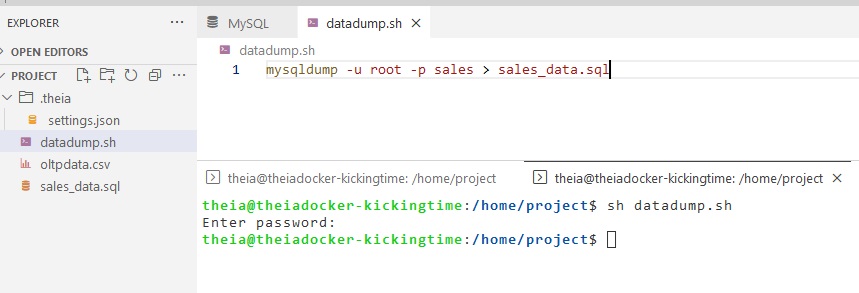 EXPLORER
MySQL
datadump.sh
OPEN EDITORS
datadump.sh
PROJECT
1 mysqldump -u root -p sales > sales_data.sql
.theia
settings.json
datadump.sh
oltpdata.csv
sales_data.sql
theia@theiadocker-kickingtime: /home/project
theia@theiadocker-kickingtime: /home/project
theia@theiadocker-kickingtime:/home/project$ sh datadump.sh
Enter password:
theia@theiadocker-kickingtime:/home/project$